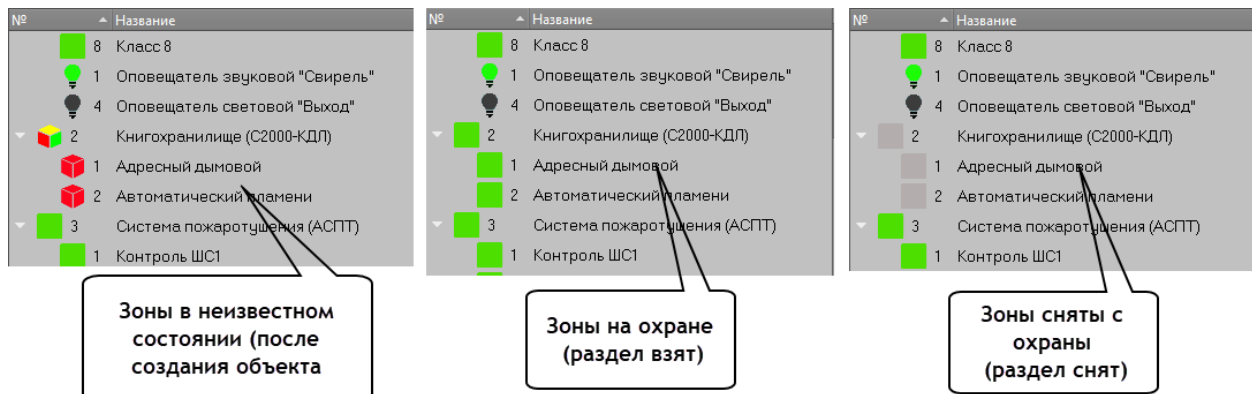 № Название
8 Класс 8
1 Оповещатель звуковой "Свирель"
4 Оповещатель световой "Выход"
2 Книгохранилище (С2000-КДЛ)
1 Адресный дымовой
2 Автоматический пламени
3 Система пожаротушения (АСПТ)
1 Контроль ШС1
Зоны в неизвестном
состоянии (после
создания объекта
№ Название
8 Класс 8
1 Оповещатель звуковой "Свирель"
4 Оповещатель световой "Выход"
2 Книгохранилище (С2000-КДЛ)
1 Адресный дымовой
2 Автоматический пламени
3 Система пожаротушения (АСПТ)
1 Контроль ШС1
Зоны на охране
(раздел взят)
№ Название
8 Класс 8
1 Оповещатель звуковой "Свирель"
4 Оповещатель световой "Выход"
2 Книгохранилище (С2000-КДЛ)
1 Адресный дымовой
2 Автоматический пламени
3 Система пожаротушения (АСПТ)
1 Контроль ШС1
Зоны сняты с
охраны
(раздел снят)